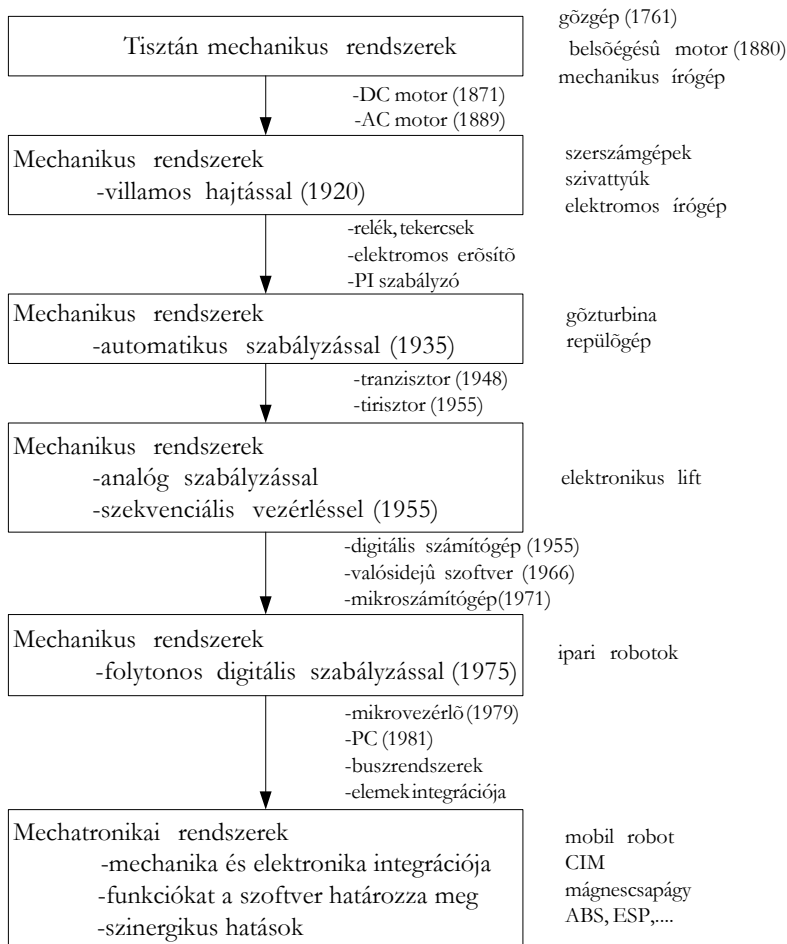 gõzgép (1761)
Tisztán mechanikus rendszerek
belsõégésû motor (1880)
mechanikus írógép
-DC motor (1871)
-AC motor (1889)
Mechanikus rendszerek
-villamos hajtással (1920)
szerszámgépek
szivattyúk
elektromos írógép
-relék, tekercsek
-elektromos erõsítõ
-PI szabályzó
Mechanikus rendszerek
-automatikus szabályzással (1935)
gõzturbina
repülõgép
-tranzisztor (1948)
-tirisztor (1955)
Mechanikus rendszerek
-analóg szabályzással
-szekvenciális vezérléssel (1955)
elektronikus lift
-digitális számítógép (1955)
-valósidejû szoftver (1966)
-mikroszámítógép(1971)
Mechanikus rendszerek
-folytonos digitális szabályzással (1975)
ipari robotok
-mikrovezérlõ (1979)
-PC (1981)
-buszrendszerek
-elemek integrációja
Mechatronikai rendszerek
-mechanika és elektronika integrációja
-funkciókat a szoftver határozza meg
-szinergikus hatások
mobil robot
CIM
mágnescsapágy
ABS, ESP,....